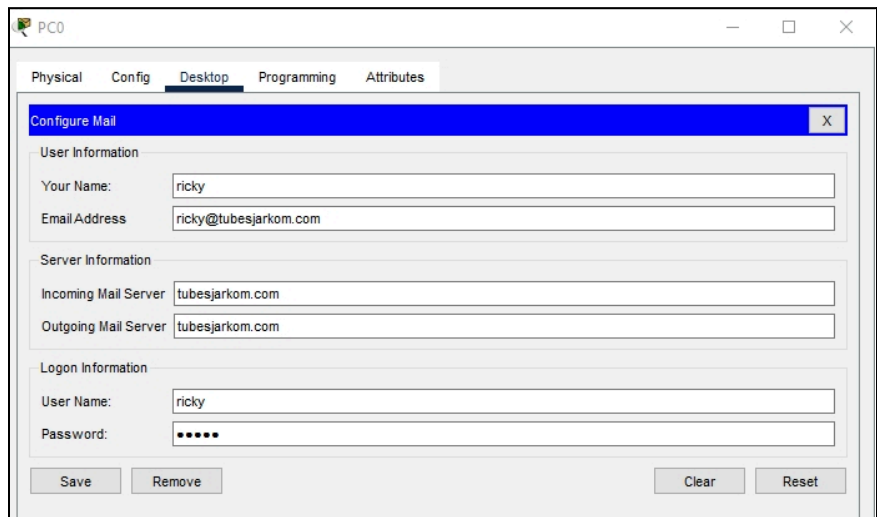 PC0
Physical Config Desktop Programming Attributes
Configure Mail X
User Information
Your Name: ricky
Email Address ricky@tubesjarkom.com
Server Information
Incoming Mail Server tubesjarkom.com
Outgoing Mail Server tubesjarkom.com
Logon Information
User Name: ricky
Password: •••••
Save Remove Clear Reset